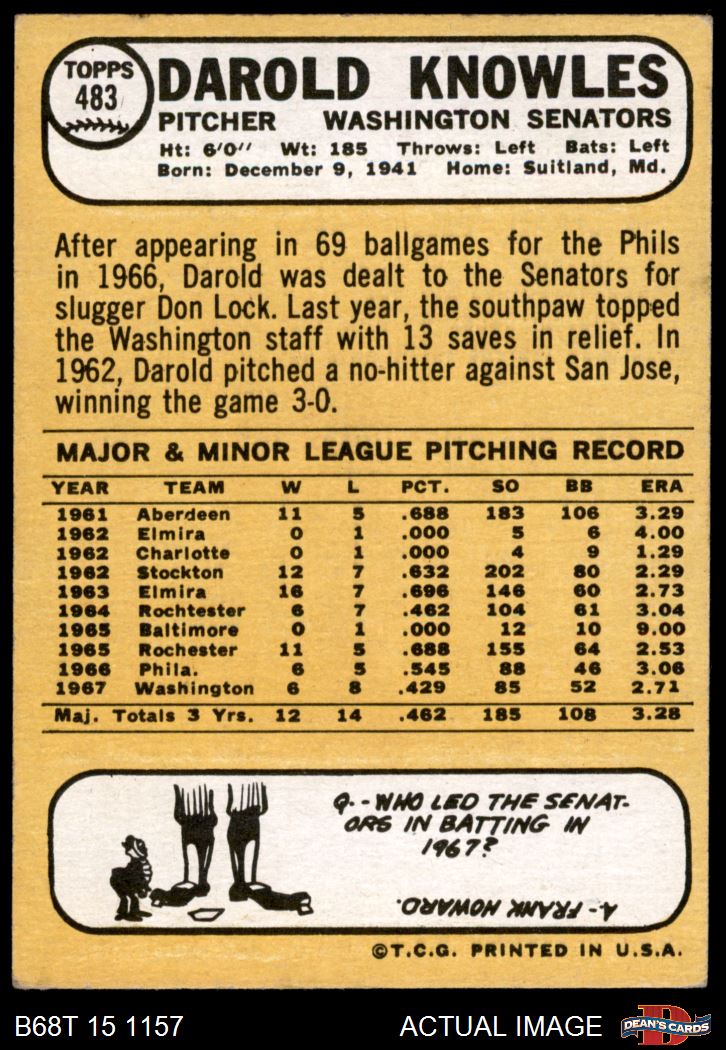 TOPPS
483
DAROLD KNOWLES
PITCHER WASHINGTON SENATORS
Ht: 6'0" Wt: 185 Throws: Left Bats: Left
Born: December 9, 1941 Home: Suitland, Md.
After appearing in 69 ballgames for the Phils
in 1966, Darold was dealt to the Senators for
slugger Don Lock. Last year, the southpaw topped
the Washington staff with 13 saves in relief. In
1962, Darold pitched a no-hitter against San Jose,
winning the game 3-0.
MAJOR & MINOR LEAGUE PITCHING RECORD
YEAR TEAM W L PCT. SO BB ERA
1961 Aberdeen 11 5 .688 183 106 3.29
1962 Elmira 0 1 .000 5 6 4.00
1962 Charlotte 0 1 .000 4 9 1.29
1962 Stockton 12 7 .632 202 80 2.29
1963 Elmira 16 7 .696 146 60 2.73
1964 Rochtester 6 7 .462 104 61 3.04
1965 Baltimore 0 1 .000 12 10 9.00
1965 Rochester 11 5 .688 155 64 2.53
1966 Phila. 6 5 .545 88 46 3.06
1967 Washington 6 8 .429 85 52 2.71
Maj. Totals 3 Yrs. 12 14 .462 185 108 3.28
Q.-WHO LED THE SENAT-
ORS IN BATTING IN
1967?
A-FRANK HOWARD.
©T.C.G. PRINTED IN U.S.A.
B68T 15 1157 ACTUAL IMAGE
D
DEAN'S CARDS